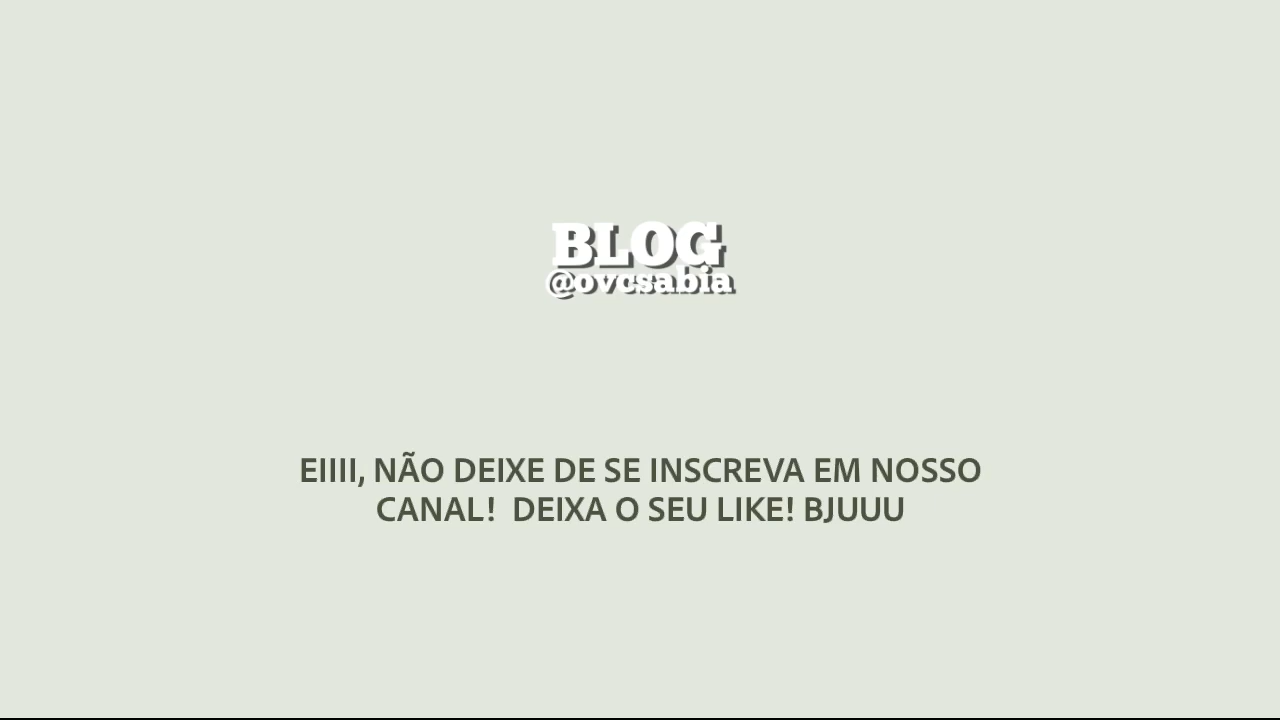 BLOG
@ovcsabia
EIIII, NÃO DEIXE DE SE INSCREVA EM NOSSO
CANAL!  DEIXA O SEU LIKE! BJUUU